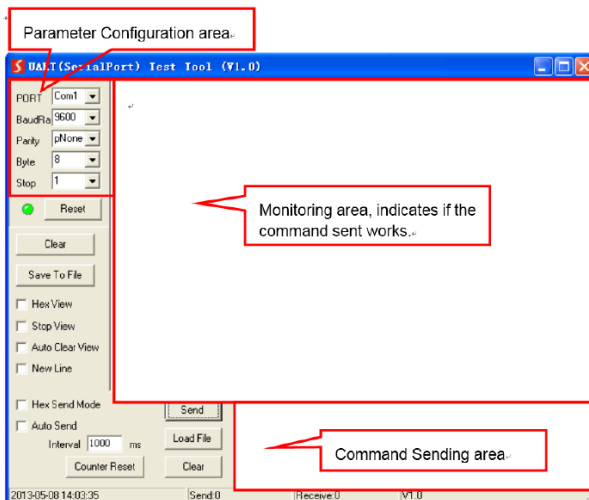 Parameter Configuration area
UART(SerialPort) Test Tool (V1.0)
PORT Com1
BaudRa 9600
Parity pNone
Byte 8
Stop 1
Reset
Monitoring area, indicates if the
command sent works.
Clear
Save To File
Hex View
Stop View
Auto Clear View
New Line
Hex Send Mode
Send
Auto Send
Interval 1000 ms
Load File
Command Sending area
Counter Reset
Clear
2013-05-08 14:03:35 Send:0 Receive:0 V1.0